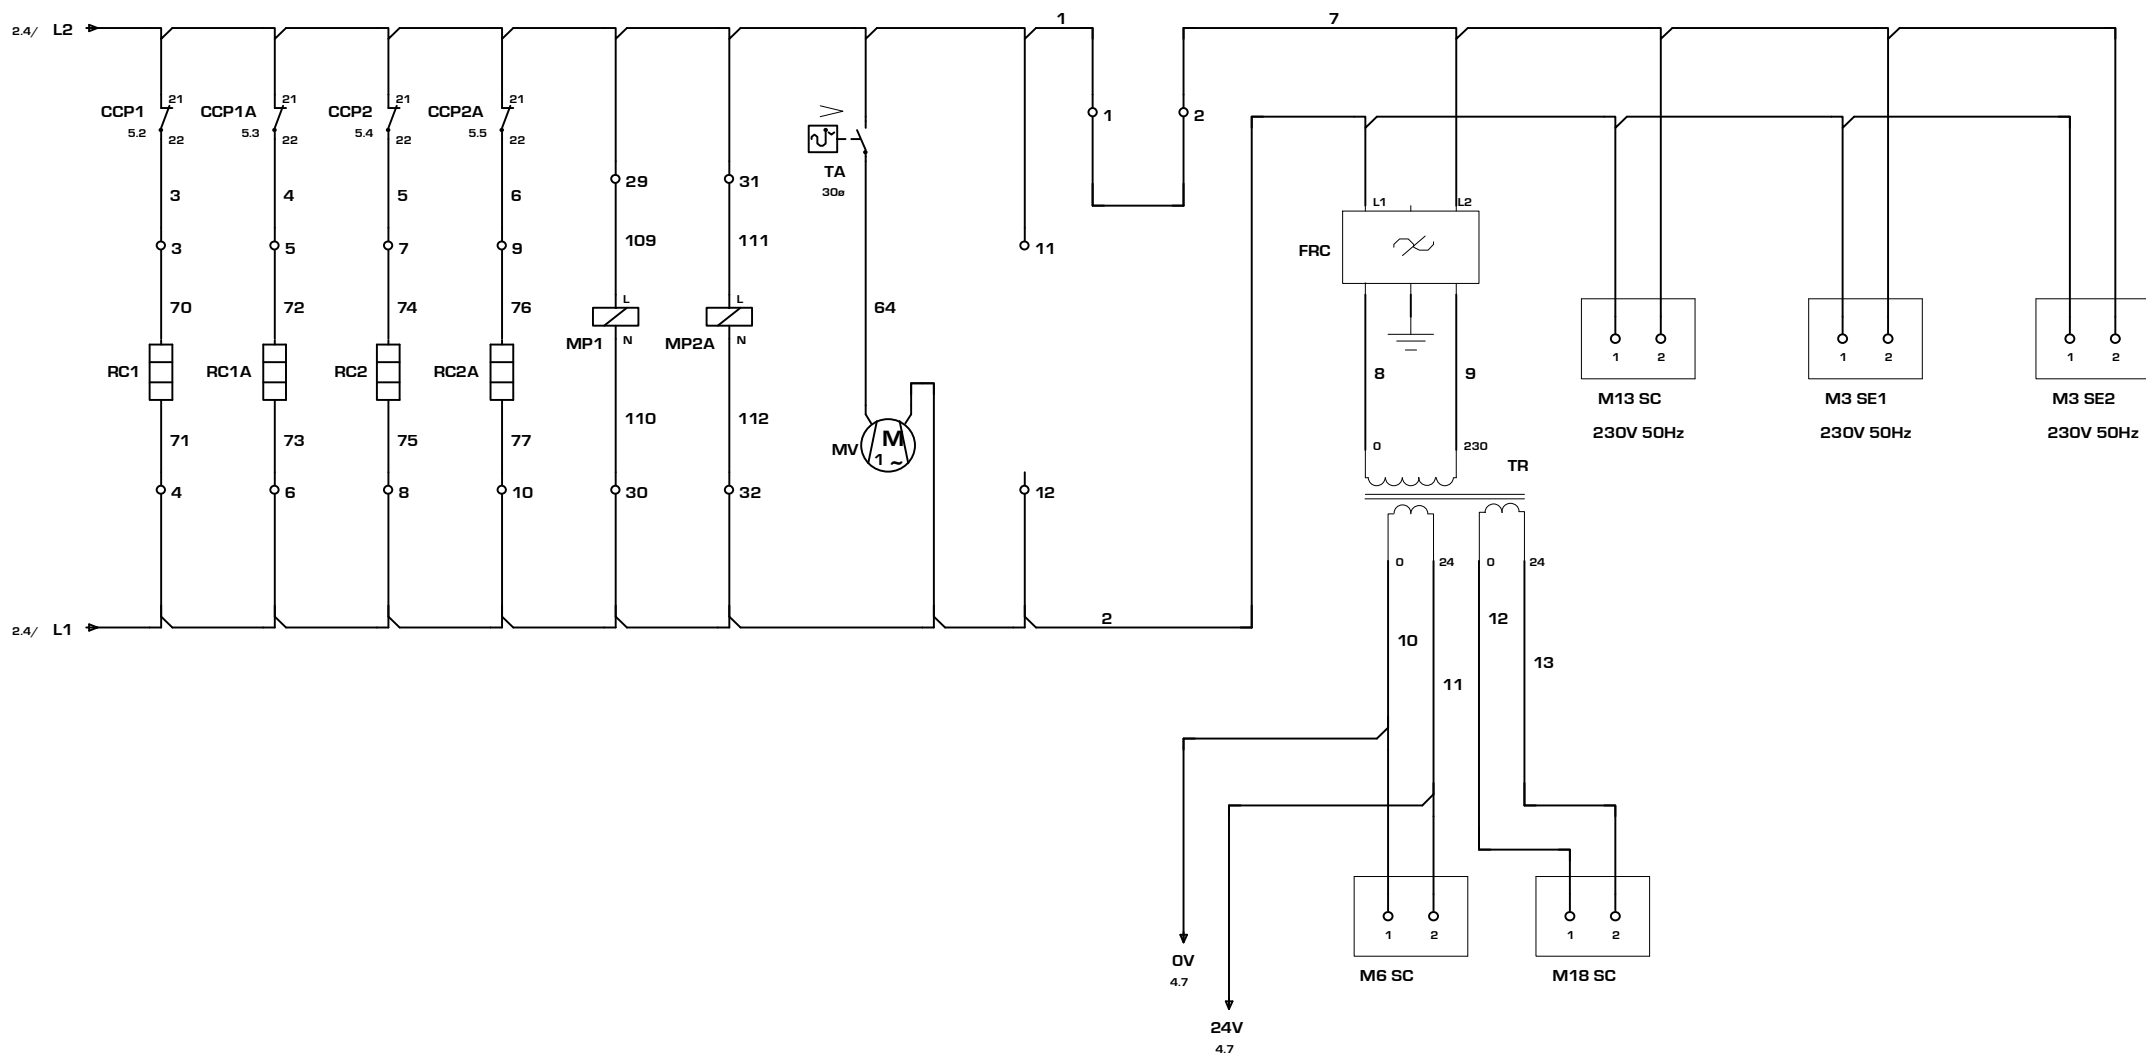 1 7
2.4/ L2
CCP1 21 CCP1A 21 CCP2 21 CCP2A 21
5.2 22 5.3 22 5.4 22 5.5 22
> 1 2
TA
30ø
29 31
3 4 5 6
L1 L2
3 5 7 9 109 111 11 FRC
70 72 74 76 L L 64
MP1 N MP2A N
1 2 1 2 1 2
RC1 RC1A RC2 RC2A 8 9
M13 SC M3 SE1 M3 SE2
230V 50Hz 230V 50Hz 230V 50Hz
71 73 75 77 110 112 MV M
1 ~
0 230
TR
4 6 8 10 30 32 12
0 24 0 24
2.4/ L1 2
10 12
13
11
1 2 1 2
0V
4.7
M6 SC M18 SC
24V
4.7